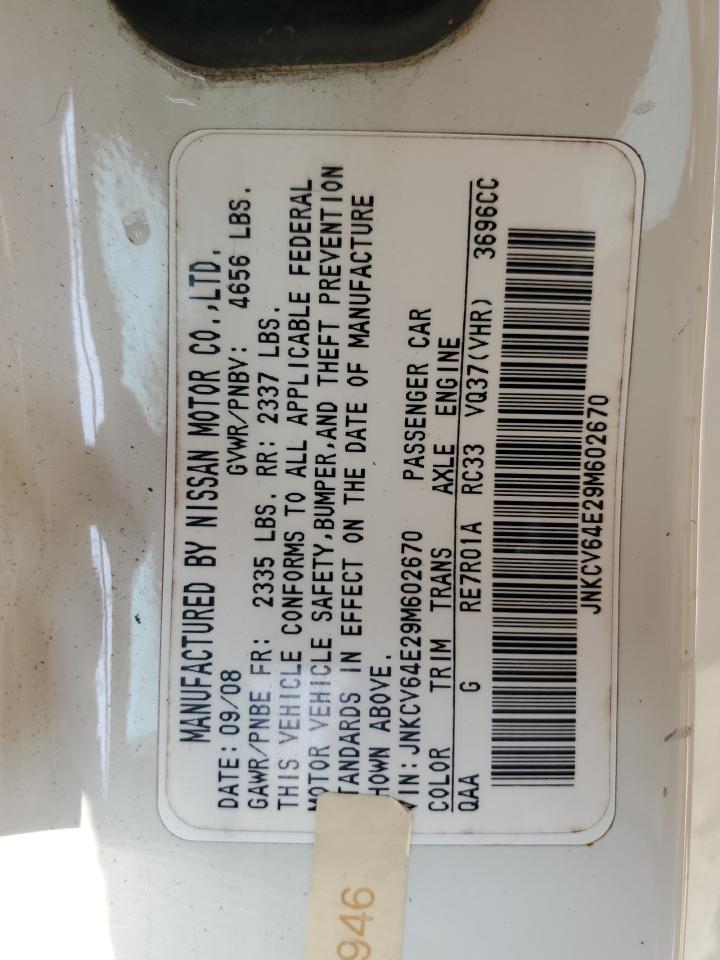 MANUFACTURED BY NISSAN MOTOR CO.,LTD.
DATE: 09/08 GVWR/PNBV: 4656 LBS.
GAWR/PNBE FR: 2335 LBS. RR: 2337 LBS.
THIS VEHICLE CONFORMS TO ALL APPLICABLE FEDERAL
MOTOR VEHICLE SAFETY,BUMPER,AND THEFT PREVENTION
TANDARDS IN EFFECT ON THE DATE OF MANUFACTURE
HOWN ABOVE.
VIN: JNKCV64E29M602670 PASSENGER CAR
COLOR TRIM TRANS AXLE ENGINE
QAA G RE7R01A RC33 VQ37(VHR) 3696CC
JNKCV64E29M602670
946